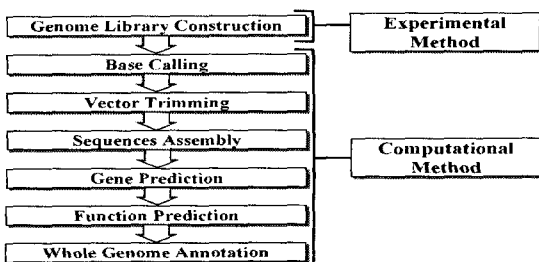 Genome Library Construction
Base Calling
Vector Trimming
Sequences Assembly
Gene Prediction
Function Prediction
Whole Genome Annotation
Experimental
Method
Computational
Method